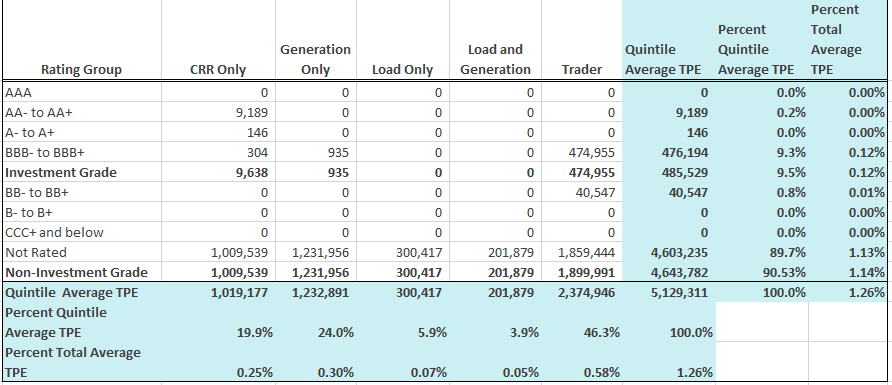 Rating Group CRR Only Generation Only Load Only Load and Generation Trader Quintile Average TPE Percent Quintile Average TPE Percent Total Average TPE
AAA 0 0 0 0 0 0 0.0% 0.00%
AA- to AA+ 9,189 0 0 0 0 9,189 0.2% 0.00%
A- to A+ 146 0 0 0 0 146 0.0% 0.00%
BBB- to BBB+ 304 935 0 0 474,955 476,194 9.3% 0.12%
Investment Grade 9,638 935 0 0 474,955 485,529 9.5% 0.12%
BB- to BB+ 0 0 0 0 40,547 40,547 0.8% 0.01%
B- to B+ 0 0 0 0 0 0 0.0% 0.00%
CCC+ and below 0 0 0 0 0 0 0.0% 0.00%
Not Rated 1,009,539 1,231,956 300,417 201,879 1,859,444 4,603,235 89.7% 1.13%
Non-Investment Grade 1,009,539 1,231,956 300,417 201,879 1,899,991 4,643,782 90.53% 1.14%
Quintile Average TPE 1,019,177 1,232,891 300,417 201,879 2,374,946 5,129,311 100.0% 1.26%
Percent Quintile
Average TPE 19.9% 24.0% 5.9% 3.9% 46.3% 100.0%
Percent Total Average
TPE 0.25% 0.30% 0.07% 0.05% 0.58% 1.26%